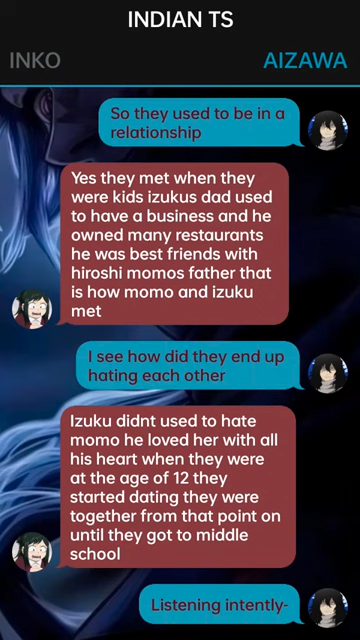 INDIAN TS
INKO
AIZAWA
So they used to be in a
relationship
Yes they met when they
were kids izukus dad used
to have a business and he
owned many restaurants
he was best friends with
hiroshi momos father that
is how momo and izuku
met
I see how did they end up
hating each other
Izuku didnt used to hate
momo he loved her with all
his heart when they were
at the age of 12 they
started dating they were
together from that point on
until they got to middle
school
Listening intently-